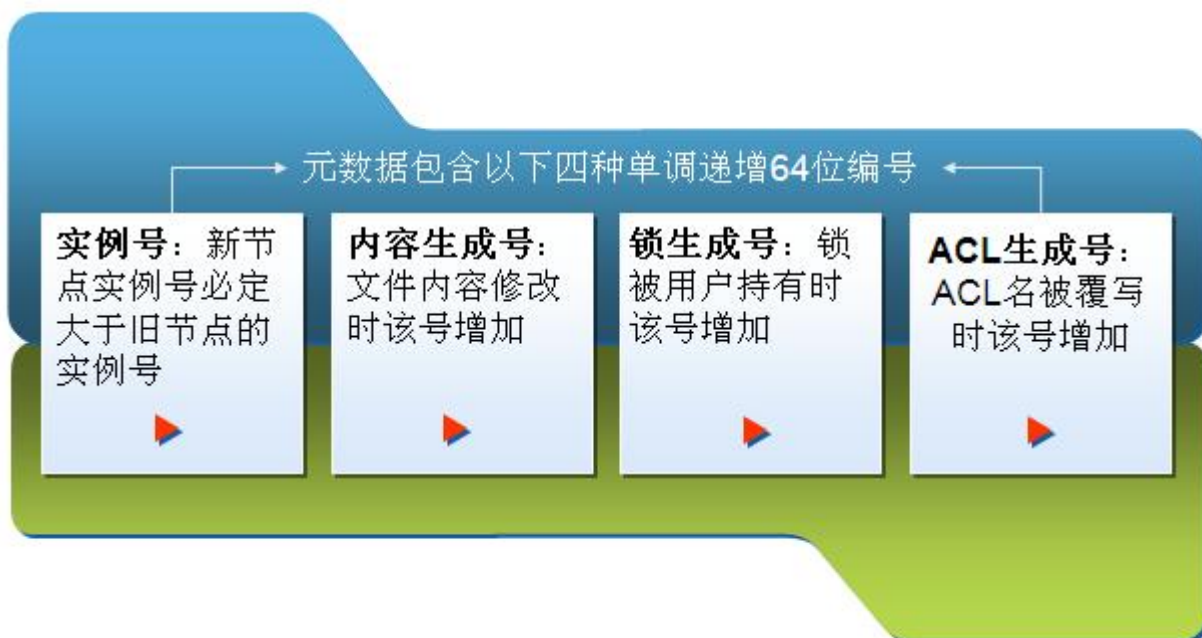 元数据包含以下四种单调递增64位编号
实例号：新节
点实例号必定
大于旧节点的
实例号
内容生成号：
文件内容修改
时该号增加
锁生成号：锁
被用户持有时
该号增加
ACL生成号：
ACL名被覆写
时该号增加